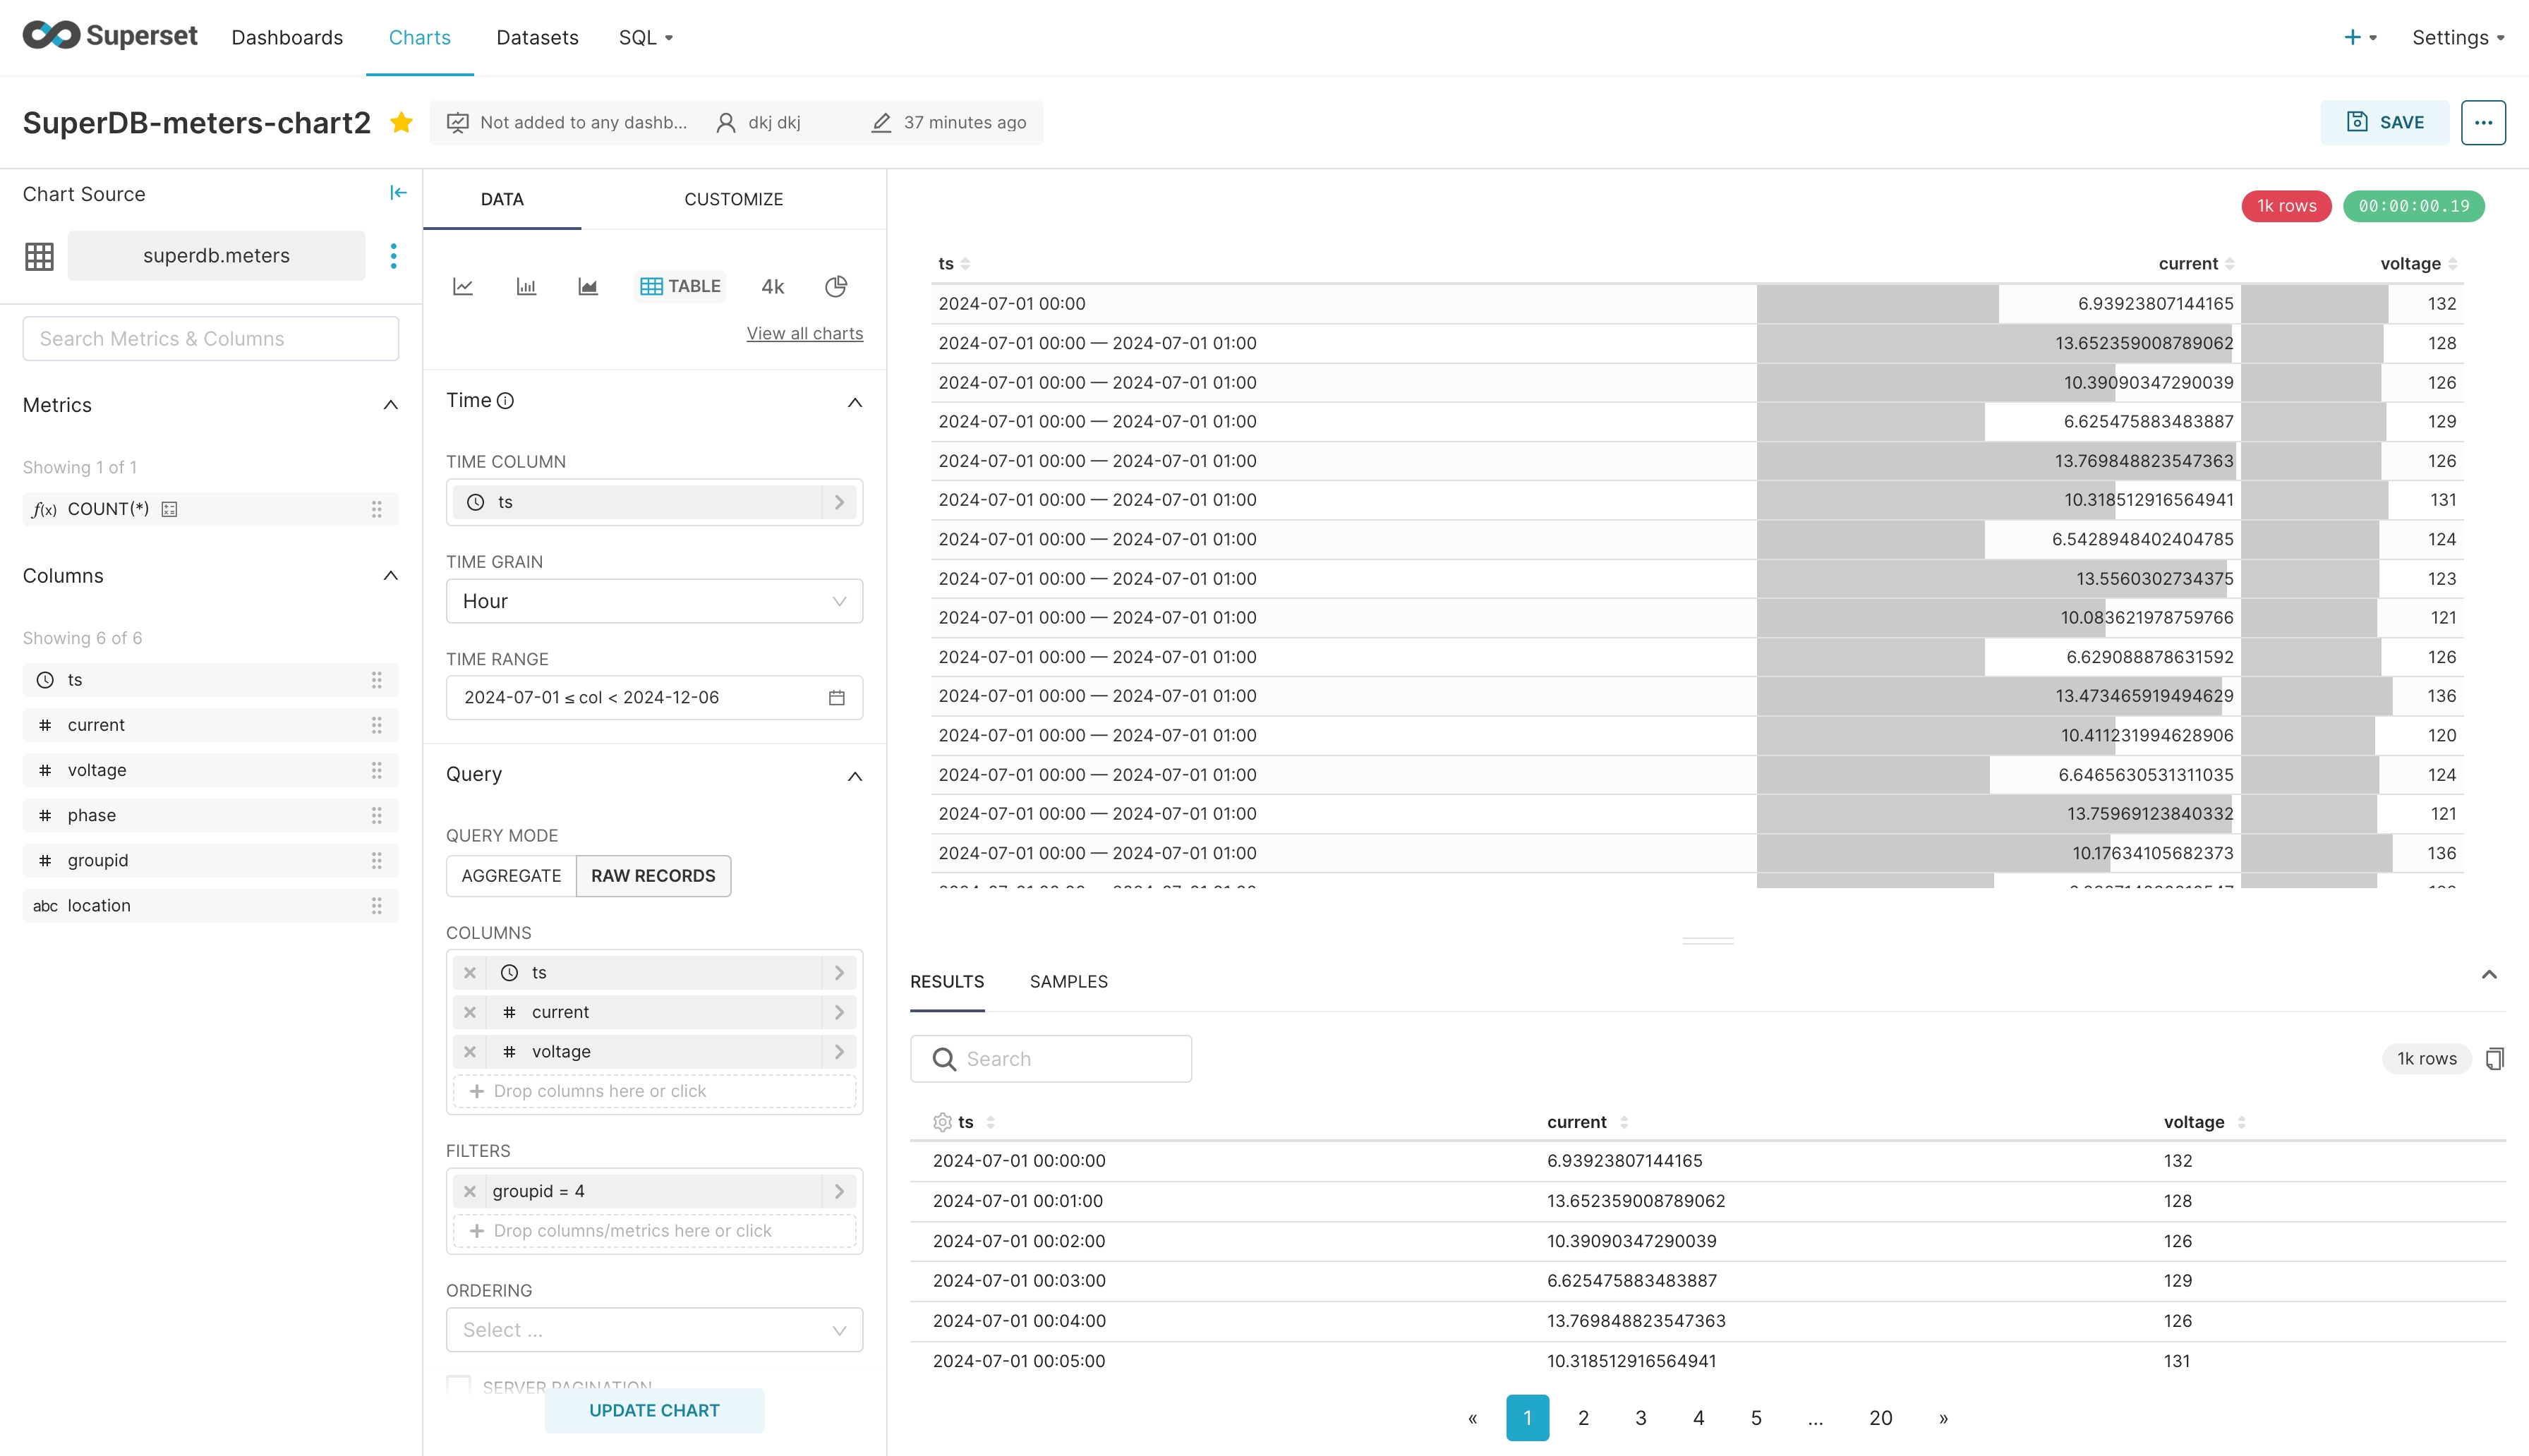 Superset Dashboards Charts Datasets SQL + Settings
SuperDB-meters-chart2 Not added to any dashb... dkj dkj 37 minutes ago SAVE ...
Chart Source
superdb.meters
Search Metrics & Columns
Metrics
Showing 1 of 1
f(x) COUNT(*)
Columns
Showing 6 of 6
ts
# current
# voltage
# phase
# groupid
abc location
DATA CUSTOMIZE
TABLE 4k
View all charts
Time
TIME COLUMN
ts
TIME GRAIN
Hour
TIME RANGE
2024-07-01 ≤ col < 2024-12-06
Query
QUERY MODE
AGGREGATE RAW RECORDS
COLUMNS
ts
# current
# voltage
+ Drop columns here or click
FILTERS
groupid = 4
+ Drop columns/metrics here or click
ORDERING
Select ...
SERVER PAGINATION
UPDATE CHART
1k rows 00:00:00.19
ts current voltage
2024-07-01 00:00 6.93923807144165 132
2024-07-01 00:00 — 2024-07-01 01:00 13.652359008789062 128
2024-07-01 00:00 — 2024-07-01 01:00 10.39090347290039 126
2024-07-01 00:00 — 2024-07-01 01:00 6.625475883483887 129
2024-07-01 00:00 — 2024-07-01 01:00 13.769848823547363 126
2024-07-01 00:00 — 2024-07-01 01:00 10.318512916564941 131
2024-07-01 00:00 — 2024-07-01 01:00 6.5428948402404785 124
2024-07-01 00:00 — 2024-07-01 01:00 13.5560302734375 123
2024-07-01 00:00 — 2024-07-01 01:00 10.083621978759766 121
2024-07-01 00:00 — 2024-07-01 01:00 6.629088878631592 126
2024-07-01 00:00 — 2024-07-01 01:00 13.473465919494629 136
2024-07-01 00:00 — 2024-07-01 01:00 10.411231994628906 120
2024-07-01 00:00 — 2024-07-01 01:00 6.6465630531311035 124
2024-07-01 00:00 — 2024-07-01 01:00 13.75969123840332 121
2024-07-01 00:00 — 2024-07-01 01:00 10.17634105682373 136
RESULTS SAMPLES
Search 1k rows
ts current voltage
2024-07-01 00:00:00 6.93923807144165 132
2024-07-01 00:01:00 13.652359008789062 128
2024-07-01 00:02:00 10.39090347290039 126
2024-07-01 00:03:00 6.625475883483887 129
2024-07-01 00:04:00 13.769848823547363 126
2024-07-01 00:05:00 10.318512916564941 131
« 1 2 3 4 5 ... 20 »